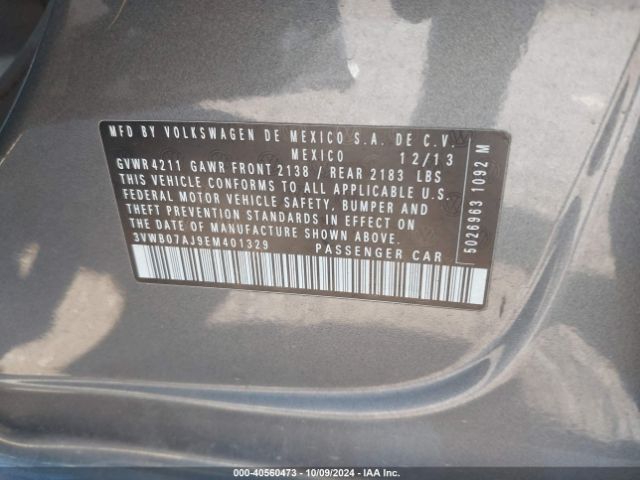 MFD BY VOLKSWAGEN DE MEXICO S.A. DE C.V.
MEXICO 12/13
GVWR 4211 GAWR FRONT 2138 / REAR 2183 LBS
THIS VEHICLE CONFORMS TO ALL APPLICABLE U.S.
FEDERAL MOTOR VEHICLE SAFETY, BUMPER AND
THEFT PREVENTION STANDARDS IN EFFECT ON
THE DATE OF MANUFACTURE SHOWN ABOVE.
3VWB07AJ9EM401329 PASSENGER CAR
5026963 1092 M
000-40560473 - 10/09/2024 - IAA Inc.